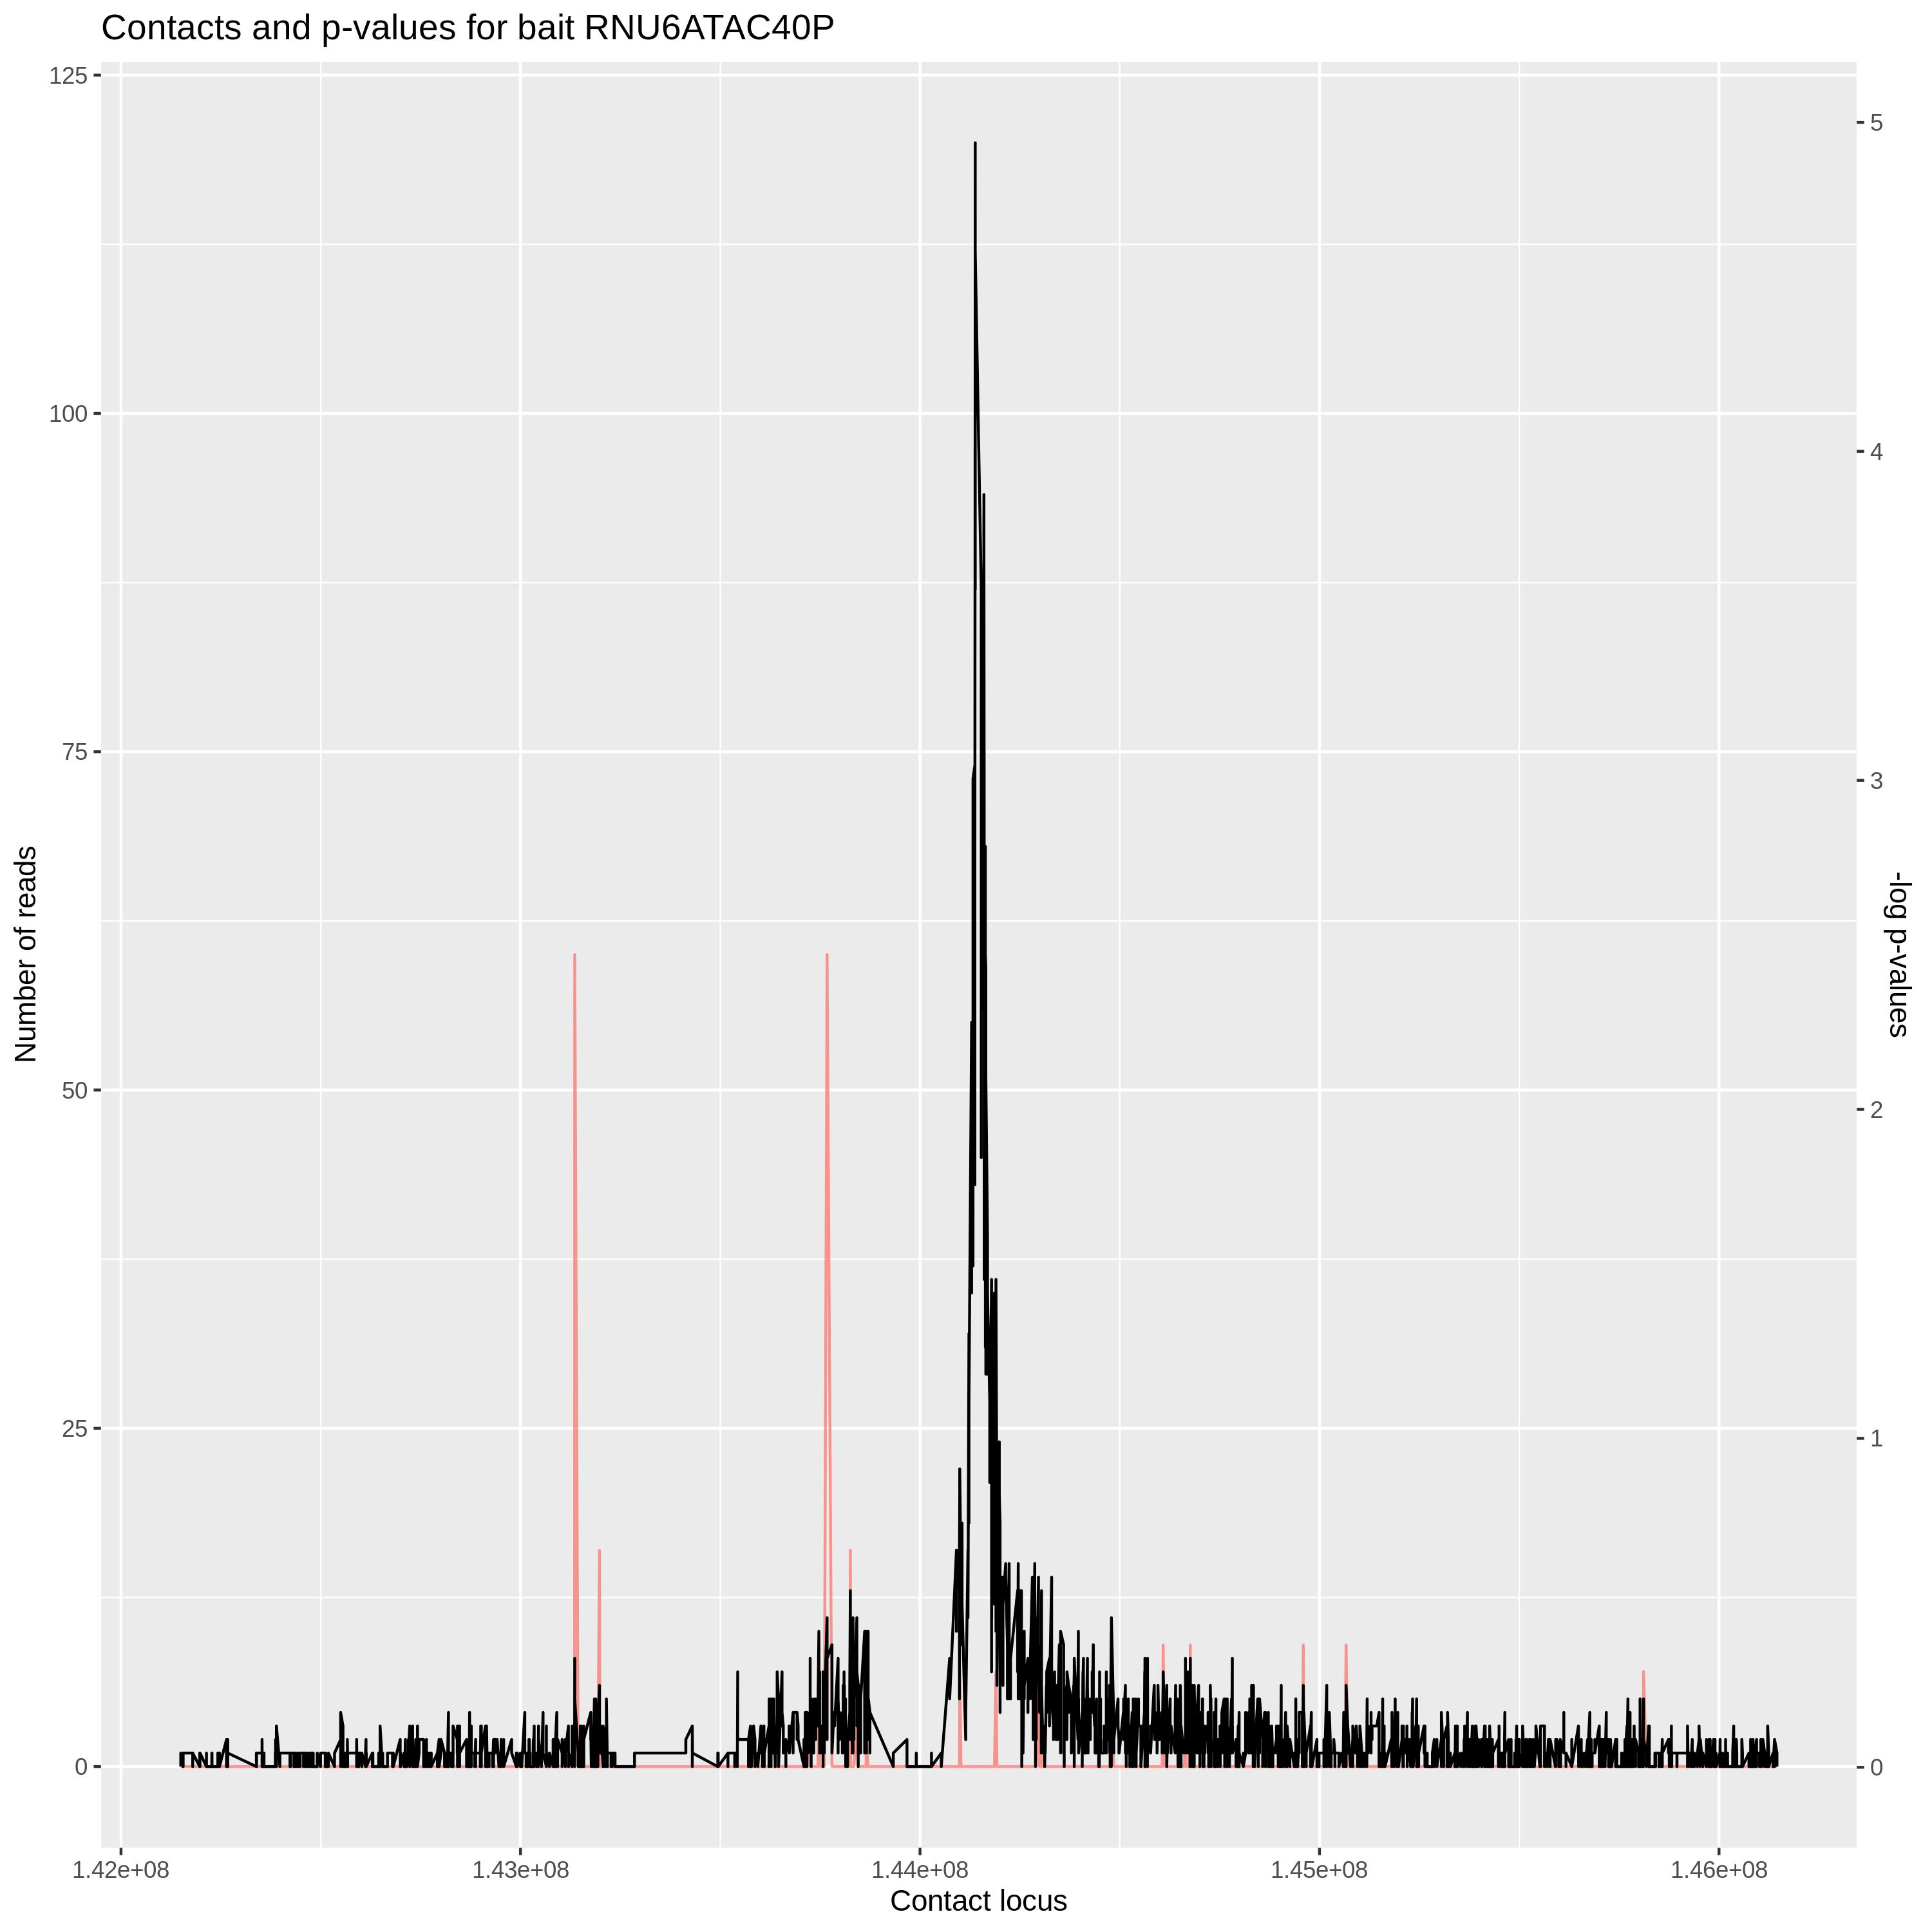 Contacts and p-values for bait RNU6ATAC40P
125
100
75
50
25
0
Number of reads
5
4
3
2
1
0
-log p-values
1.42e+08
1.43e+08
1.44e+08
1.45e+08
1.46e+08
Contact locus